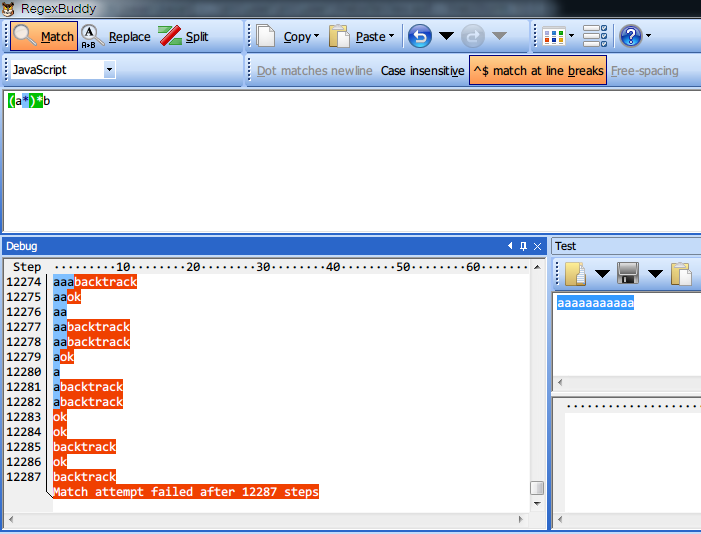 RegexBuddy
Match A A▸B Replace Split Copy Paste
JavaScript Dot matches newline Case insensitive ^$ match at line breaks Free-spacing
(a*)*b
Debug
Step ·········10········20········30········40········50········60·······
12274 aaabacktrack
12275 aaok
12276 aa
12277 aabacktrack
12278 aabacktrack
12279 aok
12280 a
12281 abacktrack
12282 abacktrack
12283 ok
12284 ok
12285 backtrack
12286 ok
12287 backtrack
Match attempt failed after 12287 steps
Test
aaaaaaaaaaa